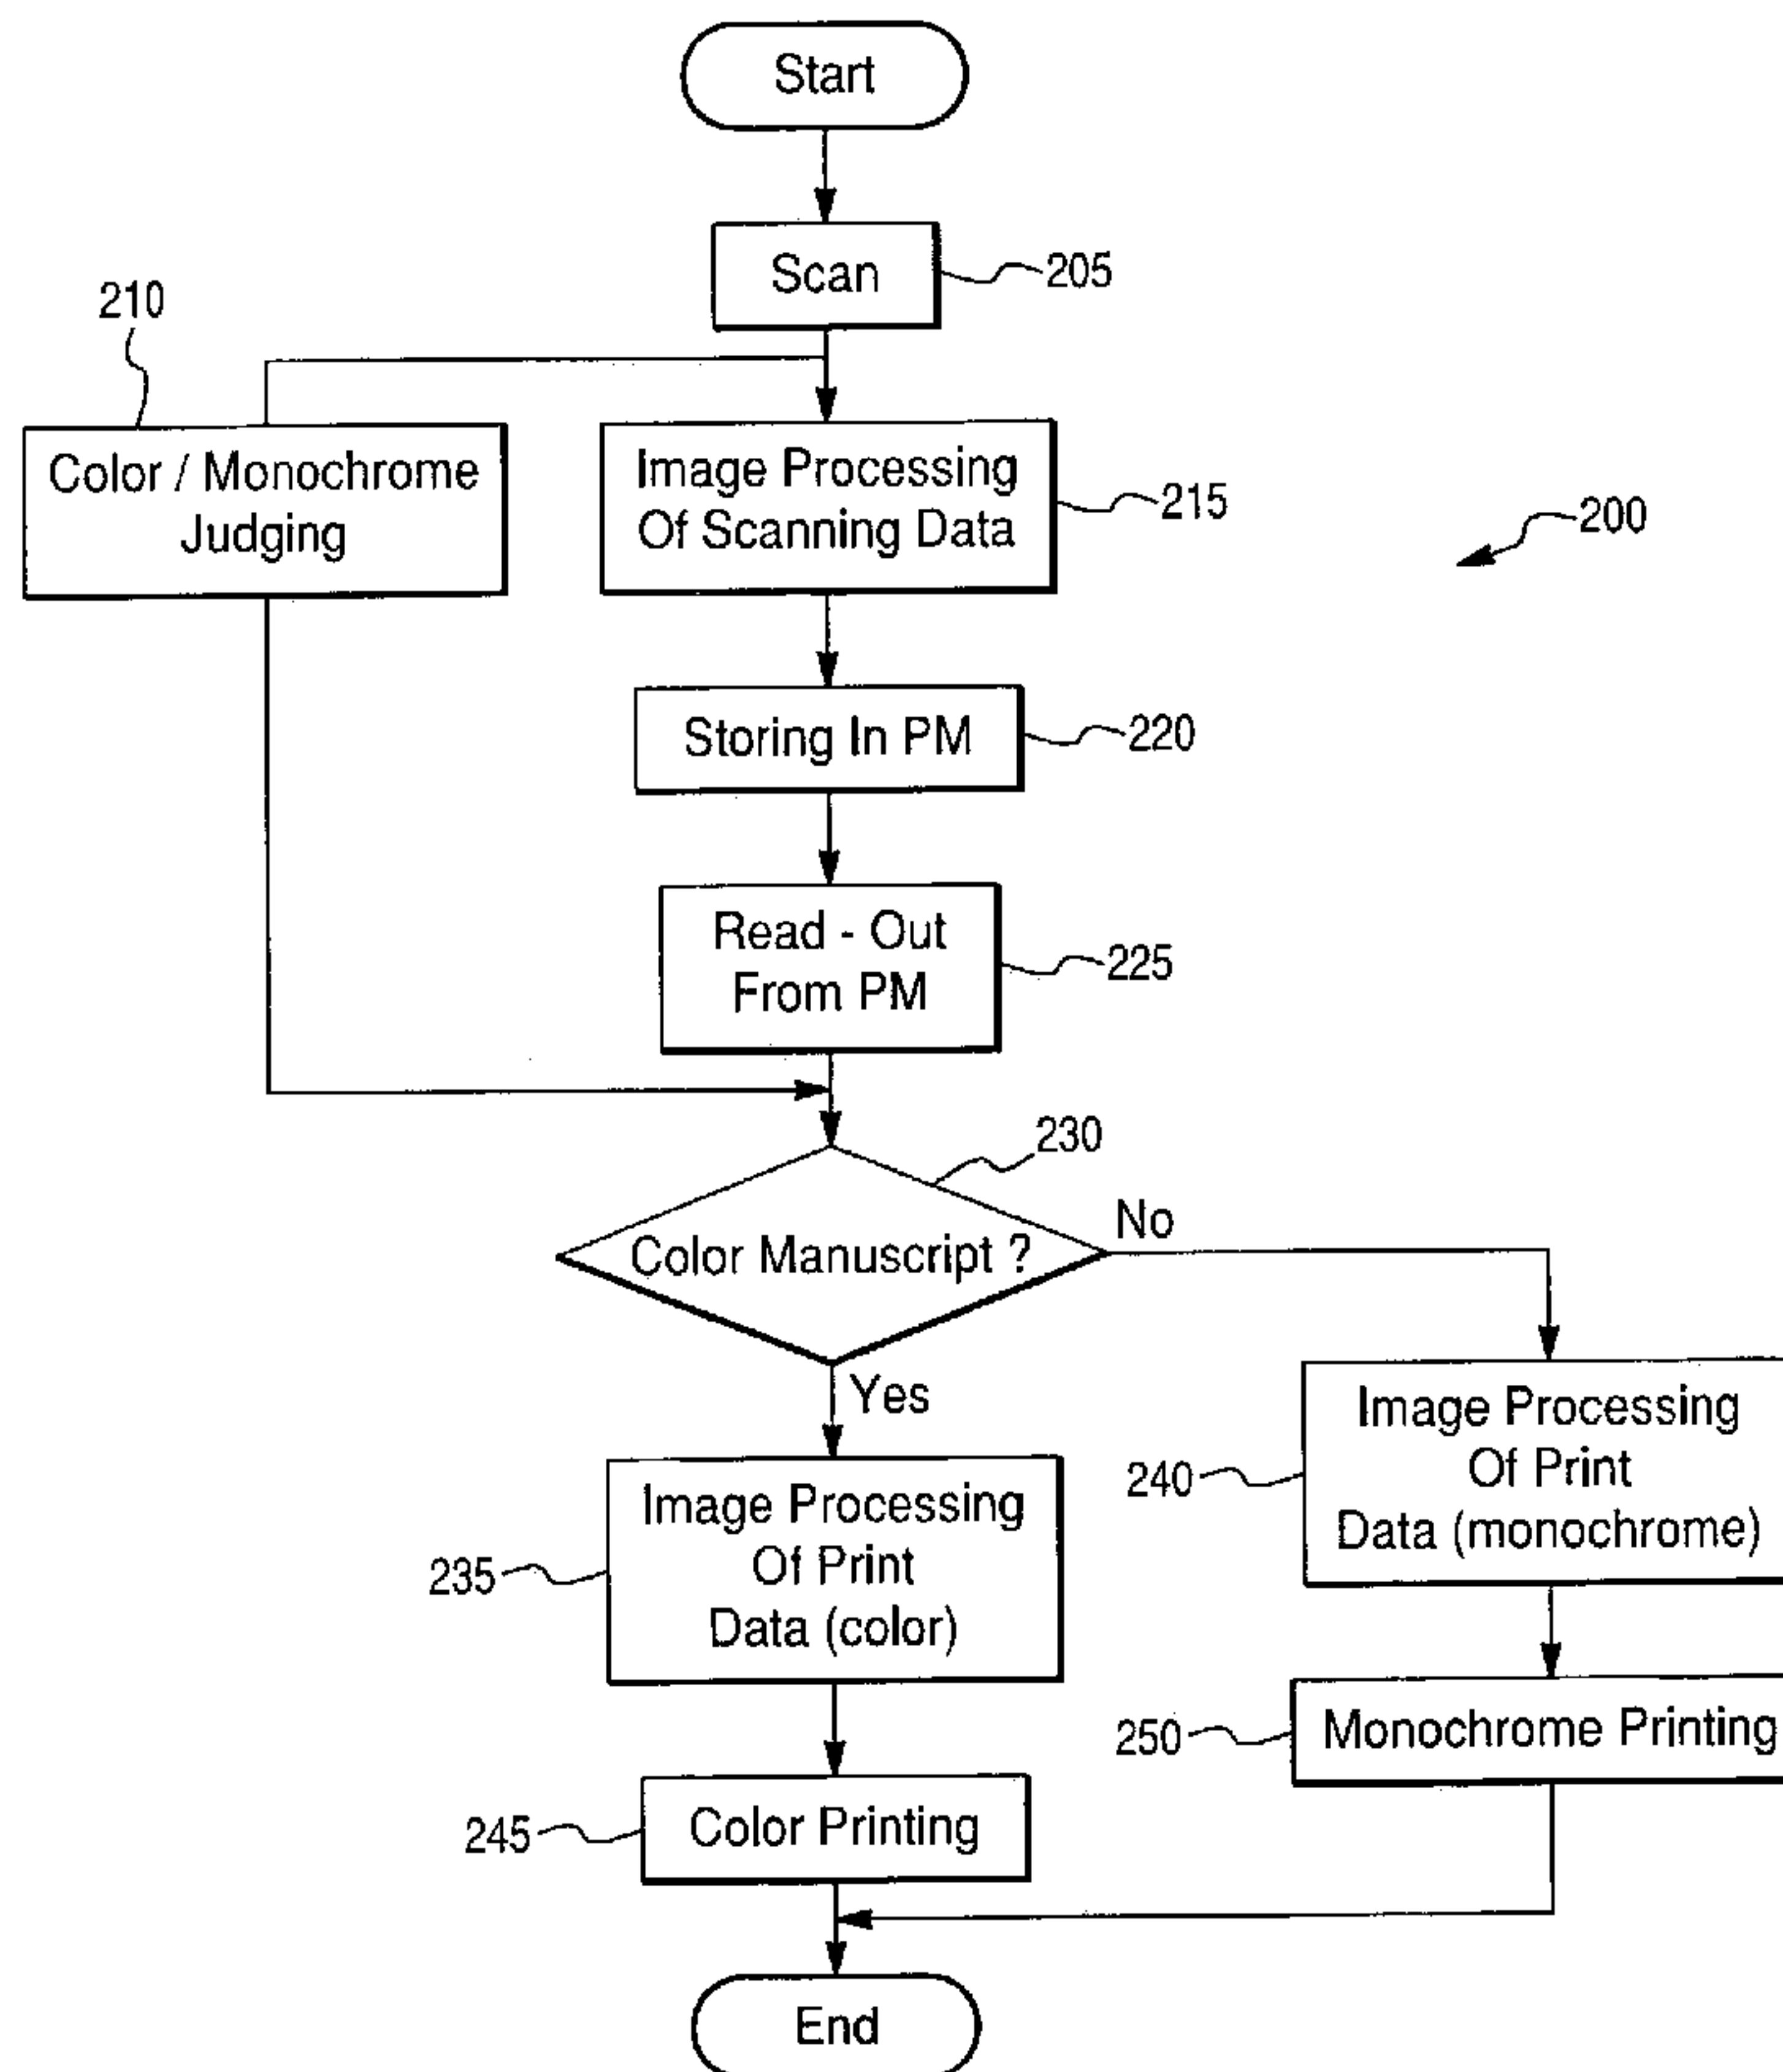 Start
Scan
205
210
Color / Monochrome
Judging
Image Processing
Of Scanning Data
215
200
Storing In PM
220
Read - Out
From PM
225
230
Color Manuscript ?
No
Yes
Image Processing
Of Print
Data (color)
235
Image Processing
Of Print
Data (monochrome)
240
Monochrome Printing
250
Color Printing
245
End